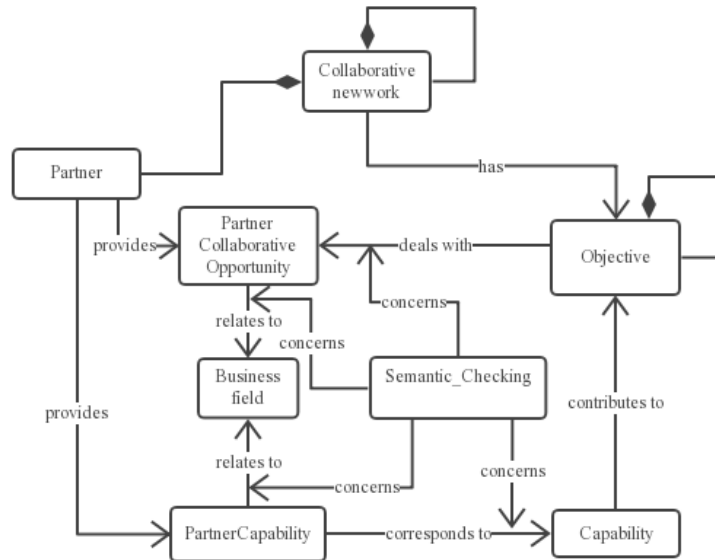 Collaborative
newwork
Partner
has
Partner
Collaborative
Opportunity
provides
deals with
Objective
concerns
relates to
concerns
Business
field
Semantic_Checking
provides
contributes to
relates to
concerns
concerns
PartnerCapability
corresponds to
Capability